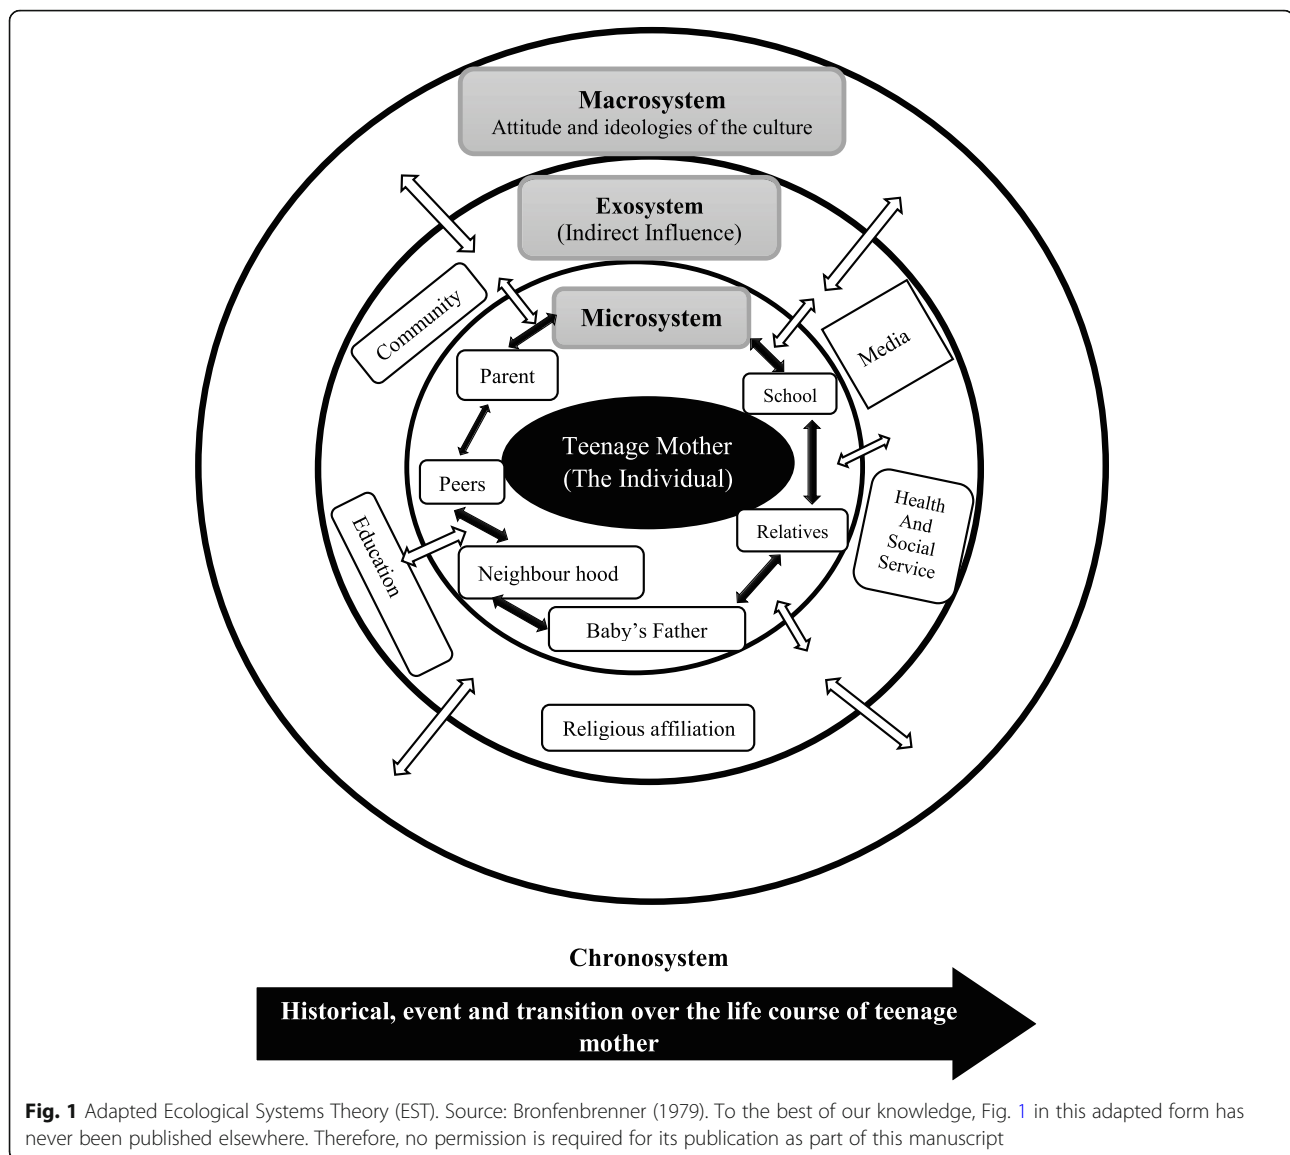 Macrosystem
Attitude and ideologies of the culture
Exosystem
(Indirect Influence)
Community
Microsystem
Media
Parent
School
Teenage Mother
(The Individual)
Peers
Relatives
Health
And
Social
Service
Education
Neighbour hood
Baby’s Father
Religious affiliation
Chronosystem
Historical, event and transition over the life course of teenage
mother
Fig. 1 Adapted Ecological Systems Theory (EST). Source: Bronfenbrenner (1979). To the best of our knowledge, Fig. 1 in this adapted form has
never been published elsewhere. Therefore, no permission is required for its publication as part of this manuscript